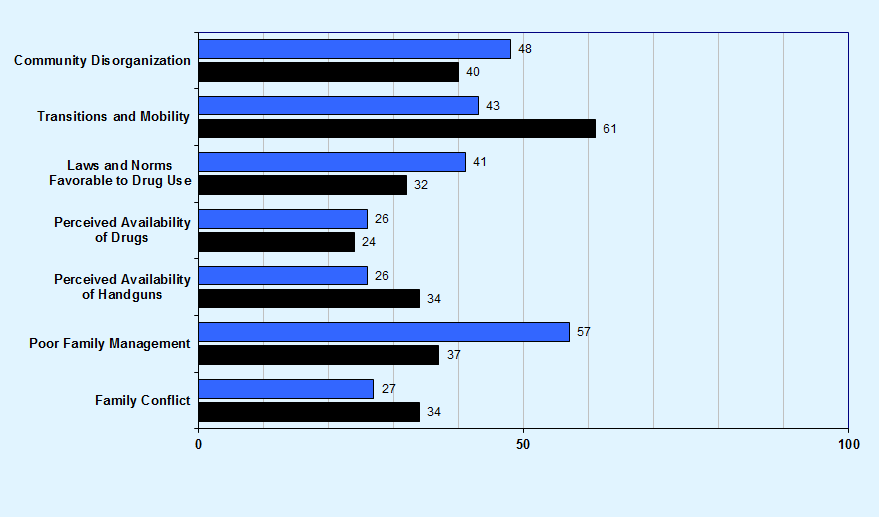 Community Disorganization
48
40
Transitions and Mobility
43
61
Laws and Norms
Favorable to Drug Use
41
32
Perceived Availability
of Drugs
26
24
Perceived Availability
of Handguns
26
34
Poor Family Management
57
37
Family Conflict
27
34
0 50 100